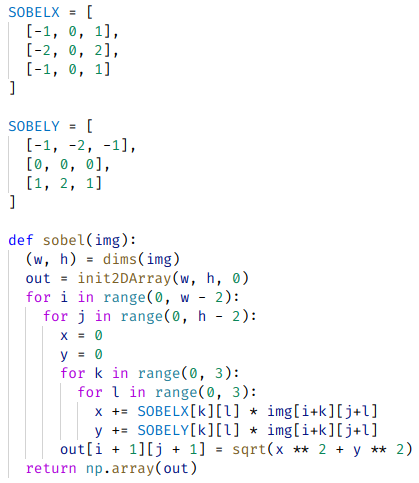 SOBELX = [
  [-1, 0, 1],
  [-2, 0, 2],
  [-1, 0, 1]
]

SOBELY = [
  [-1, -2, -1],
  [0, 0, 0],
  [1, 2, 1]
]

def sobel(img):
  (w, h) = dims(img)
  out = init2DArray(w, h, 0)
  for i in range(0, w - 2):
    for j in range(0, h - 2):
      x = 0
      y = 0
      for k in range(0, 3):
        for l in range(0, 3):
          x += SOBELX[k][l] * img[i+k][j+l]
          y += SOBELY[k][l] * img[i+k][j+l]
      out[i + 1][j + 1] = sqrt(x ** 2 + y ** 2)
  return np.array(out)